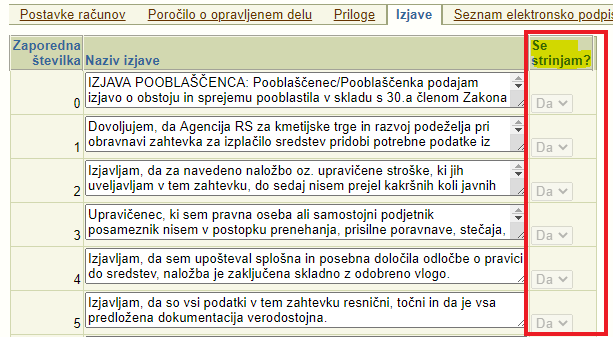 Postavke računov Poročilo o opravljenem delu Priloge Izjave Seznam elektronsko
Zaporedna številka Naziv izjave Se strinjam?
0 IZJAVA POOBLAŠČENCA: Pooblaščenec/Pooblaščenka podajam
izjavo o obstoju in sprejemu pooblastila v skladu s 30.a členom Zakona
Da
1 Dovoljujem, da Agencija RS za kmetijske trge in razvoj podeželja pri
obravnavi zahtevka za izplačilo sredstev pridobi potrebne podatke iz
Da
2 Izjavljam, da za navedeno naložbo oz. upravičene stroške, ki jih
uveljavljam v tem zahtevku, do sedaj nisem prejel kakršnih koli javnih
Da
3 Upravičenec, ki sem pravna oseba ali samostojni podjetnik
posameznik nisem v postopku prenehanja, prisilne poravnave, stečaja,
Da
4 Izjavljam, da sem upošteval splošna in posebna določila odločbe o pravici
do sredstev, naložba je zaključena skladno z odobreno vlogo.
Da
5 Izjavljam, da so vsi podatki v tem zahtevku resnični, točni in da je vsa
predložena dokumentacija verodostojna.
Da